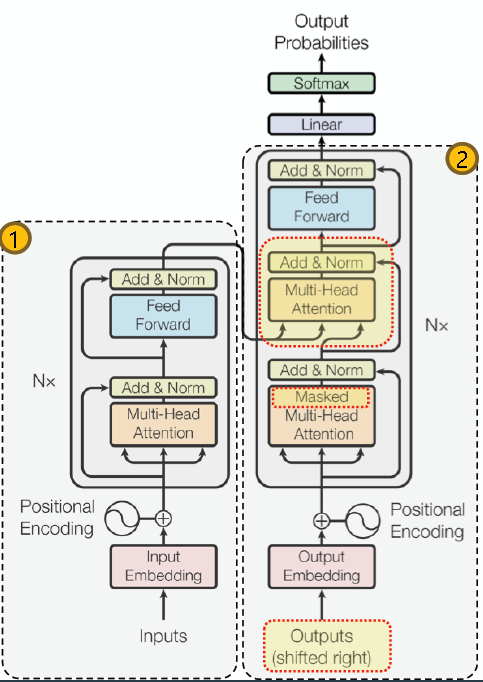 Output
Probabilities
Softmax
Linear
2
Add & Norm
Feed
Forward
1
Add & Norm
Multi-Head
Attention
Add & Norm
Feed
Forward
N×
N×
Add & Norm
Masked
Multi-Head
Attention
Add & Norm
Multi-Head
Attention
Positional
Encoding
Positional
Encoding
Input
Embedding
Output
Embedding
Inputs
Outputs
(shifted right)